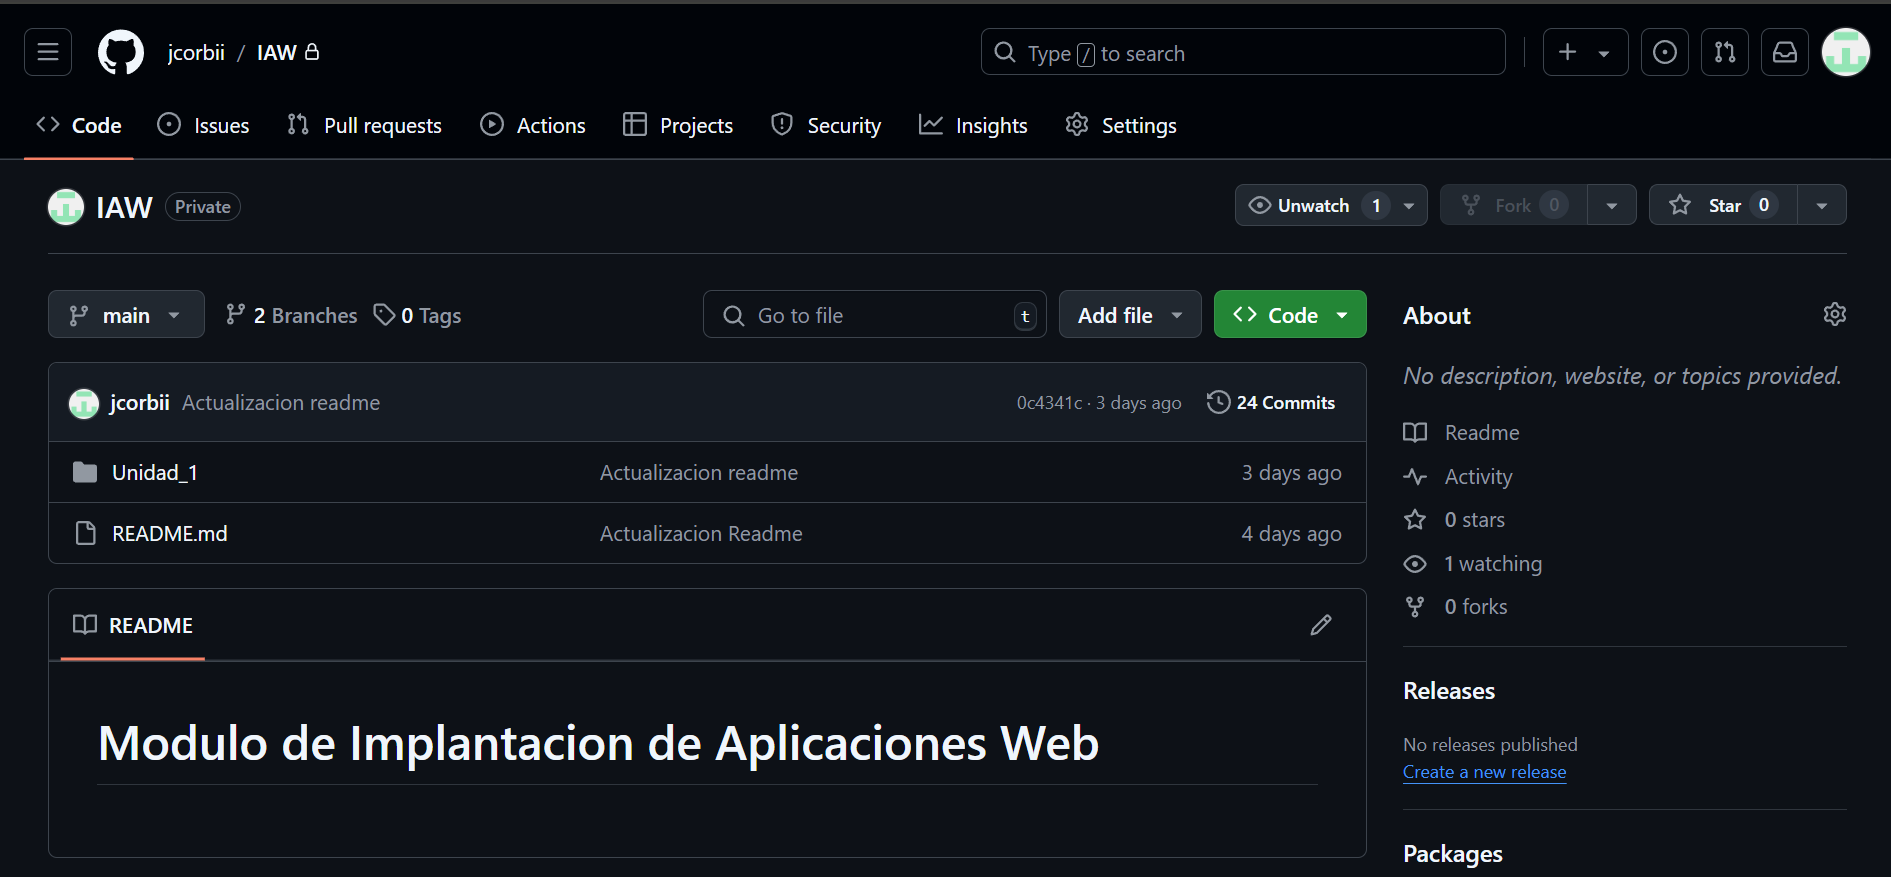 jcorbii / IAW
Type / to search
Code Issues Pull requests Actions Projects Security Insights Settings
IAW Private
Unwatch 1 Fork 0 Star 0
main 2 Branches 0 Tags
Go to file t Add file Code
jcorbii Actualizacion readme 0c4341c · 3 days ago 24 Commits
Unidad_1 Actualizacion readme 3 days ago
README.md Actualizacion Readme 4 days ago
README
Modulo de Implantacion de Aplicaciones Web
About
No description, website, or topics provided.
Readme
Activity
0 stars
1 watching
0 forks
Releases
No releases published
Create a new release
Packages